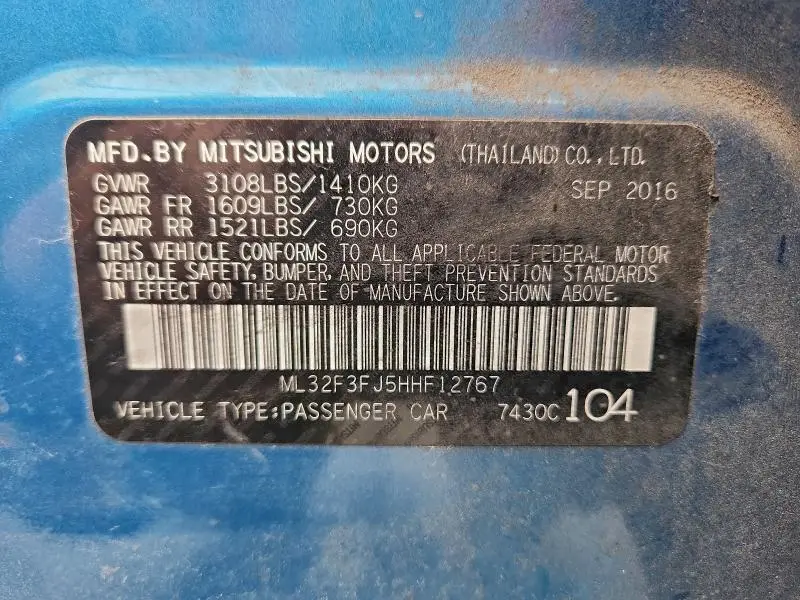 MFD.BY MITSUBISHI MOTORS (THAILAND)CO.,LTD.
GVWR 3108LBS/1410KG SEP 2016
GAWR FR 1609LBS/ 730KG
GAWR RR 1521LBS/ 690KG
THIS VEHICLE CONFORMS TO ALL APPLICABLE FEDERAL MOTOR
VEHICLE SAFETY, BUMPER, AND THEFT PREVENTION STANDARDS
IN EFFECT ON THE DATE OF MANUFACTURE SHOWN ABOVE.
ML32F3FJ5HHF12767
VEHICLE TYPE:PASSENGER CAR 7430C 104